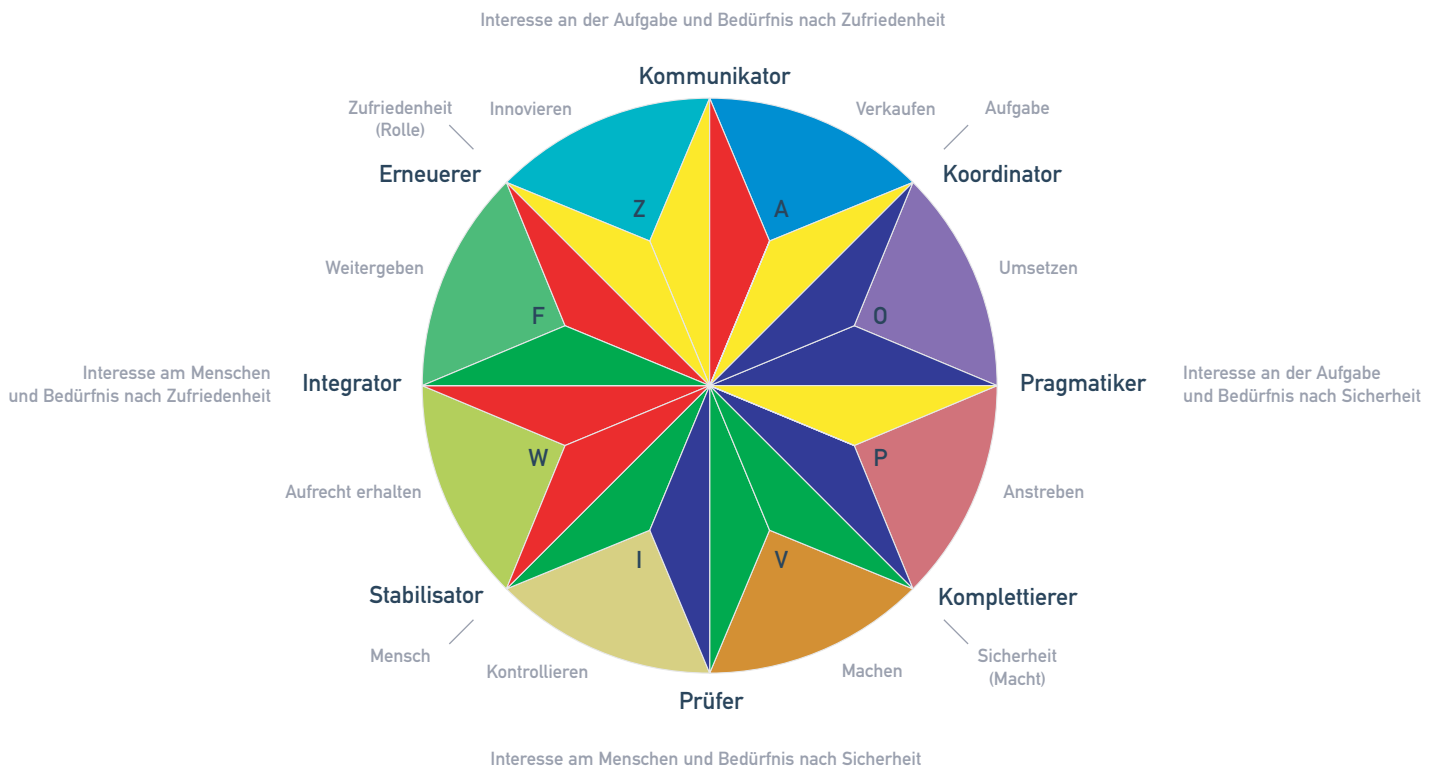 Interesse an der Aufgabe und Bedürfnis nach Zufriedenheit
Kommunikator
Zufriedenheit
(Rolle)
Innovieren
Verkaufen
Aufgabe
Erneuerer
Koordinator
Z
A
Weitergeben
Umsetzen
F
O
Interesse am Menschen
und Bedürfnis nach Zufriedenheit
Integrator
Pragmatiker
Interesse an der Aufgabe
und Bedürfnis nach Sicherheit
W
P
Aufrecht erhalten
Anstreben
I
V
Stabilisator
Komplettierer
Mensch
Kontrollieren
Machen
Sicherheit
(Macht)
Prüfer
Interesse am Menschen und Bedürfnis nach Sicherheit